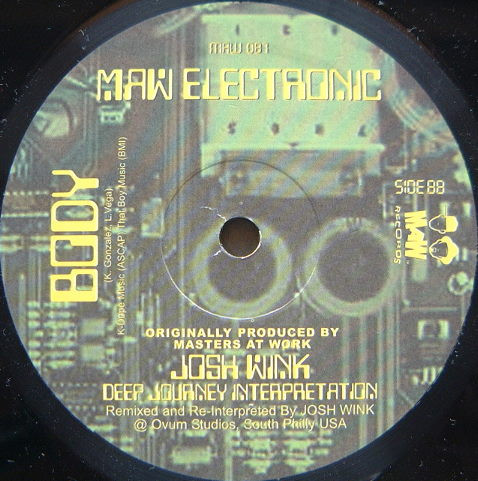 MAW 081
MAW ELECTRONIC
BODY
(K. Gonzalez, L.Vega)
K-Dope Music (ASCAP) That Boy Music (BMI)
SIDE BB
MAW
RECORDS
ORIGINALLY PRODUCED BY
MASTERS AT WORK
JOSH WINK
DEEP JOURNEY INTERPRETATION
Remixed and Re-Interpreted By JOSH WINK
@ Ovum Studios, South Philly USA